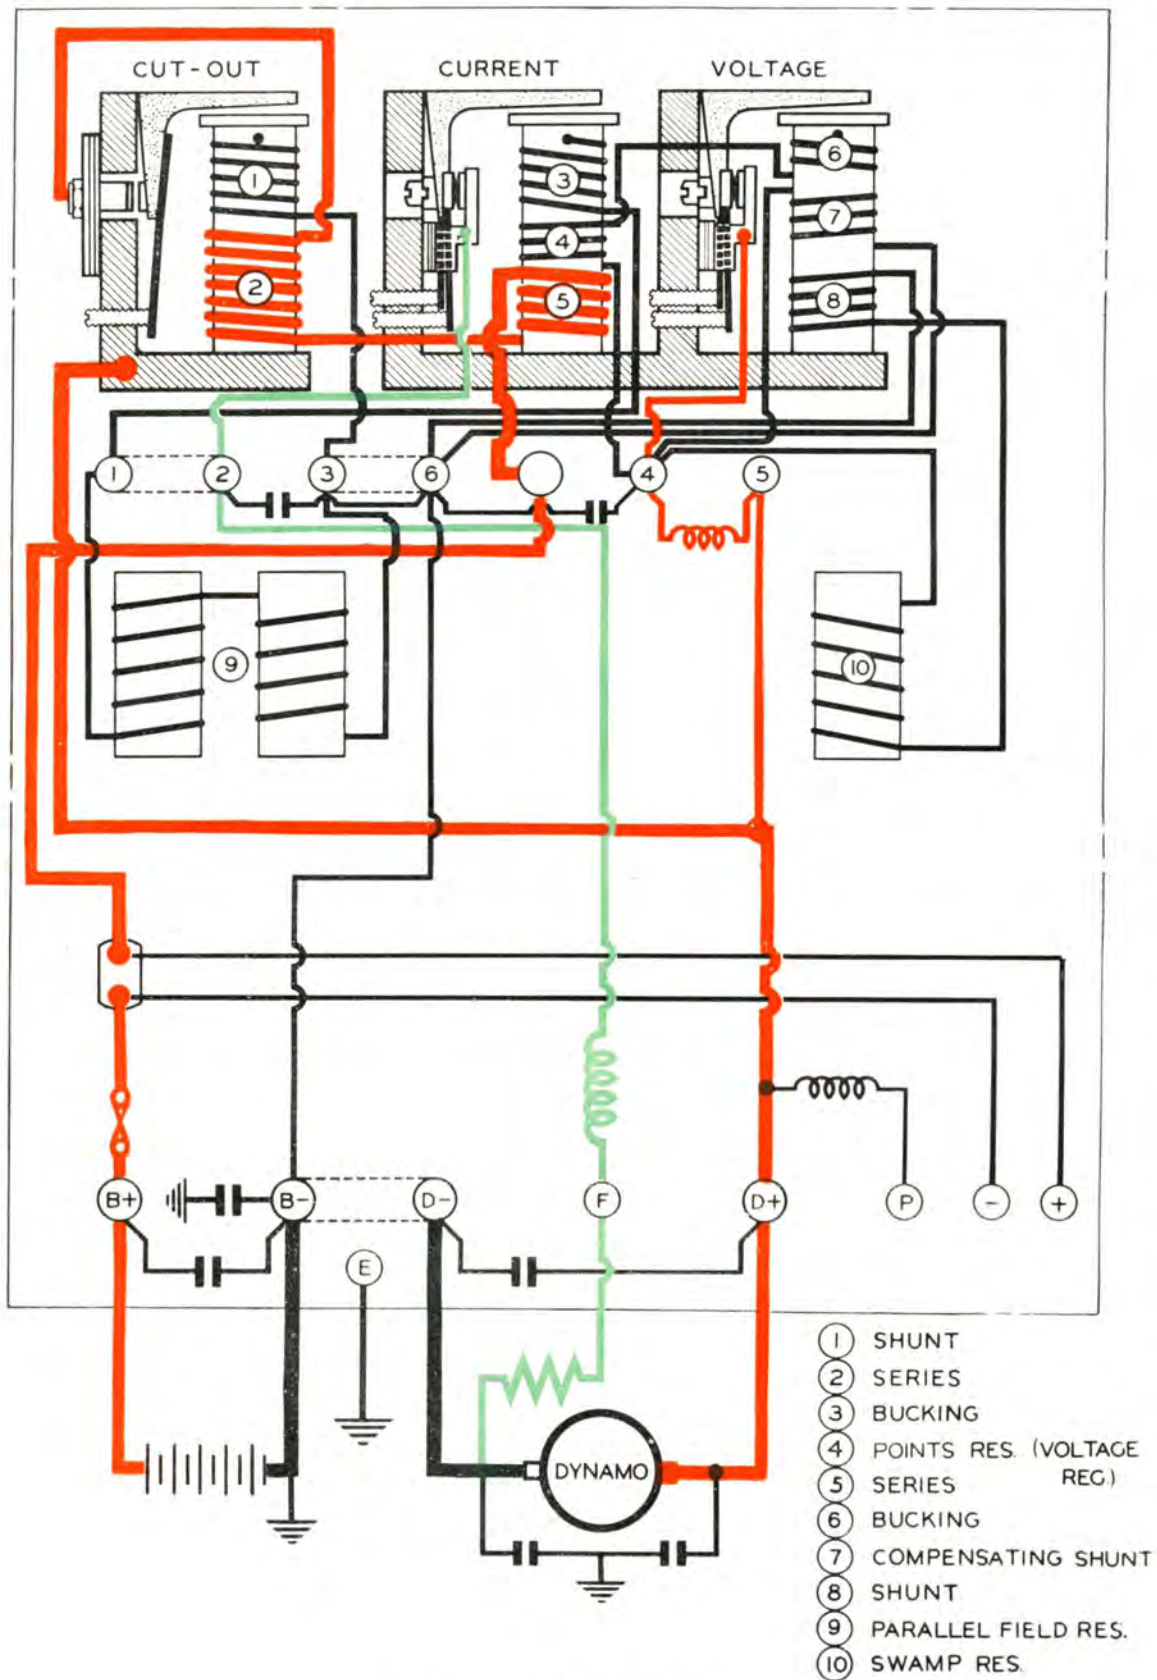 CUT-OUT CURRENT VOLTAGE
1 3 6
7
4
2 5 8
1 2 3 6 4 5
9 10
B+ B- D- F D+ P - +
E
DYNAMO
1 SHUNT
2 SERIES
3 BUCKING
4 POINTS RES. (VOLTAGE
REG.)
5 SERIES
6 BUCKING
7 COMPENSATING SHUNT
8 SHUNT
9 PARALLEL FIELD RES.
10 SWAMP RES.